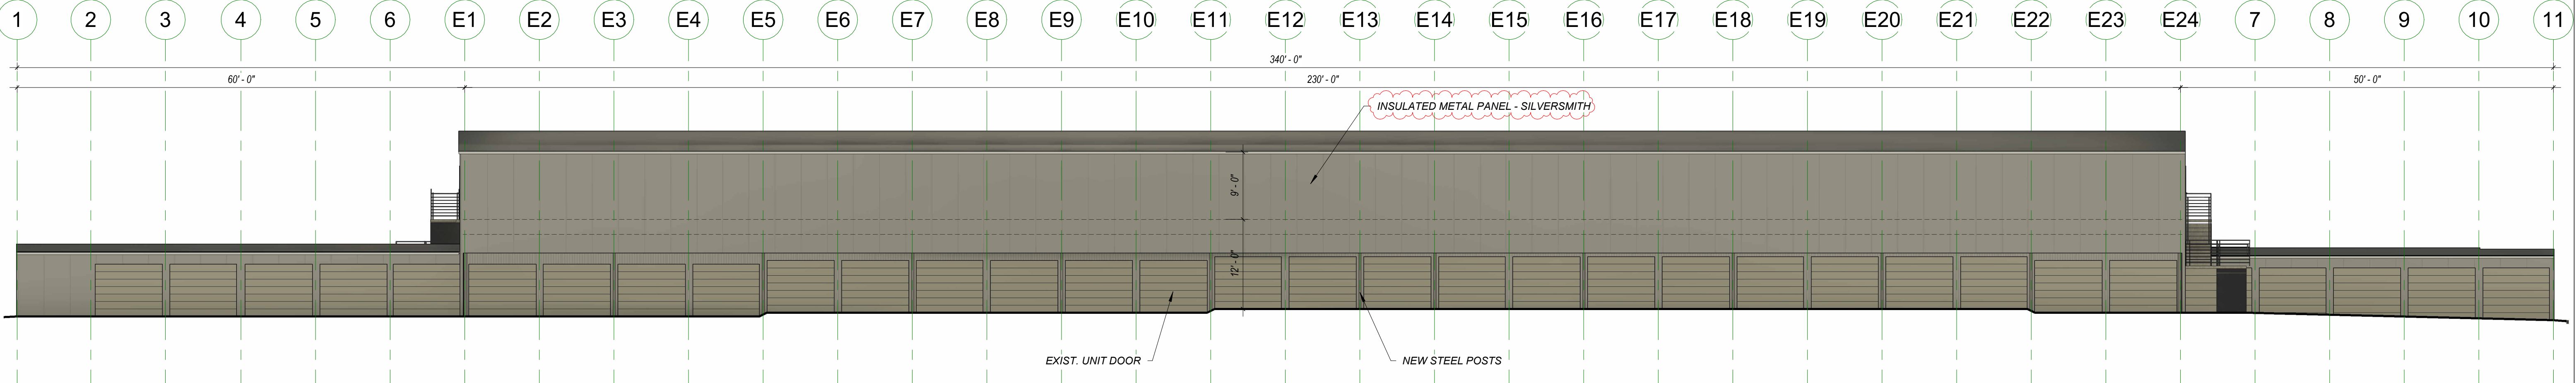 1 2 3 4 5 6 E1 E2 E3 E4 E5 E6 E7 E8 E9 E10 E11 E12 E13 E14 E15 E16 E17 E18 E19 E20 E21 E22 E23 E24 7 8 9 10 11
340' - 0"
60' - 0" 230' - 0" 50' - 0"
INSULATED METAL PANEL - SILVERSMITH
9' - 0"
12' - 0"
EXIST. UNIT DOOR NEW STEEL POSTS